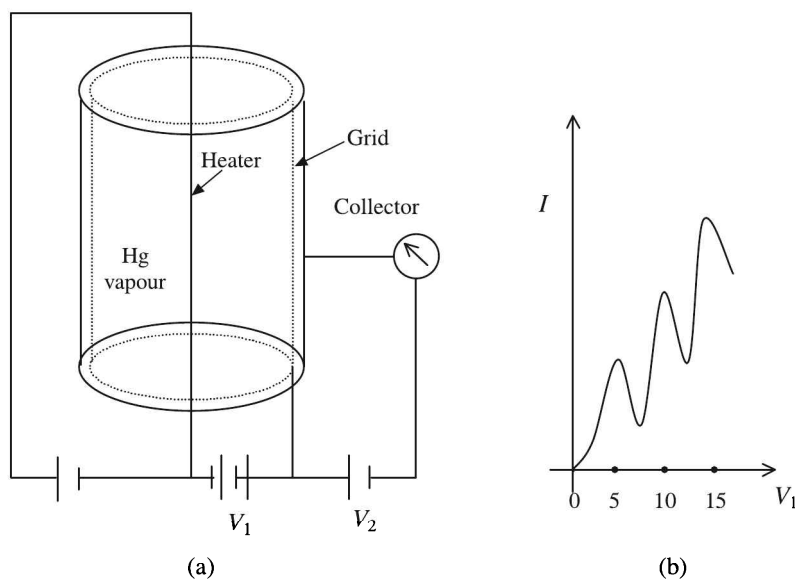 Grid
Heater
Collector
Hg
vapour
V₁
V₂
(a)
I
0 5 10 15
V₁
(b)